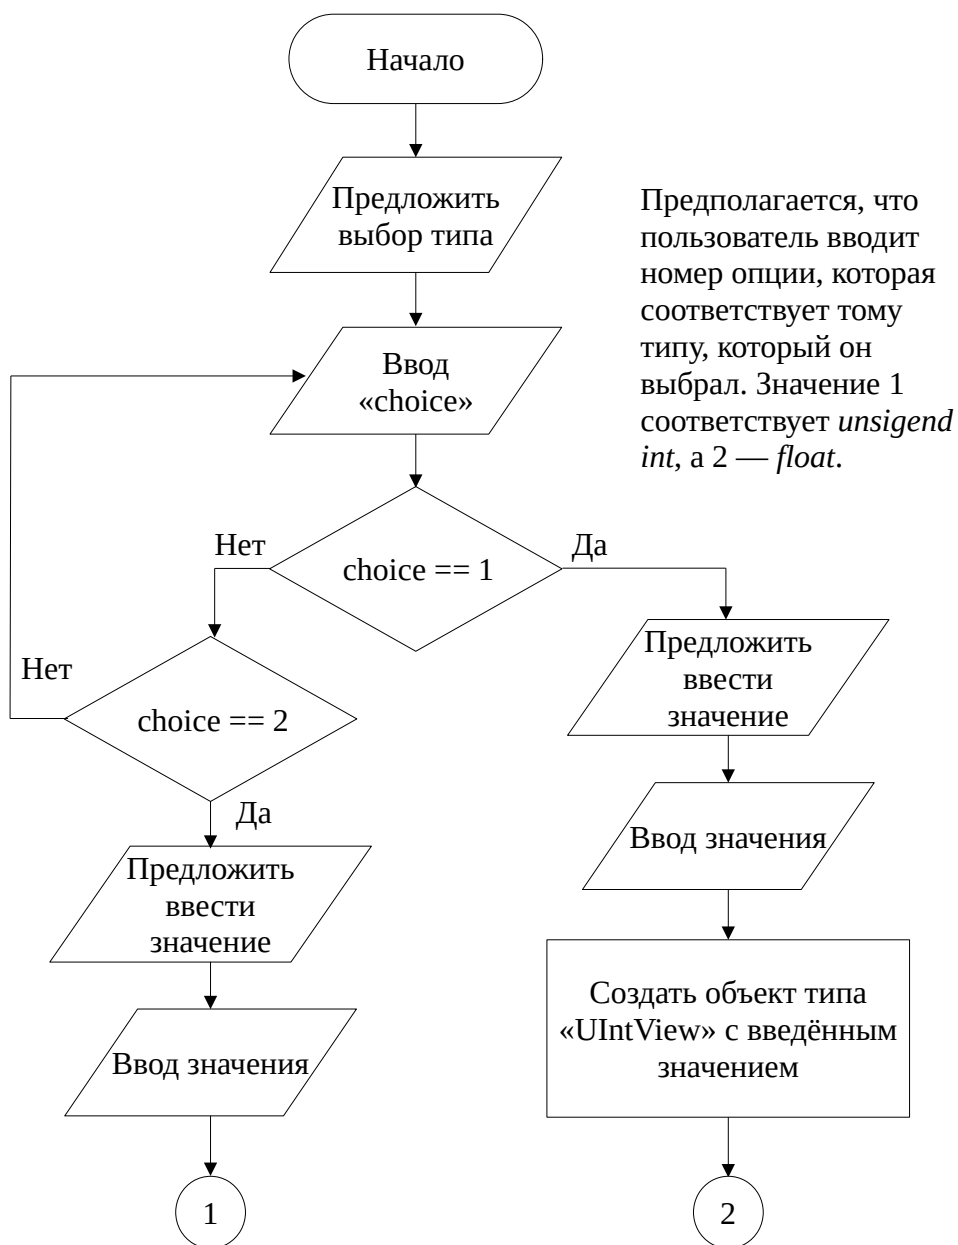 Начало
Предложить
выбор типа
Предполагается, что
пользователь вводит
номер опции, которая
соответствует тому
типу, который он
выбрал. Значение 1
соответствует unsigend
int, а 2 — float.
Ввод
«choice»
Нет
Да
choice == 1
Нет
choice == 2
Да
Предложить
ввести
значение
Ввод значения
1
Предложить
ввести
значение
Ввод значения
Создать объект типа
«UIntView» с введённым
значением
2